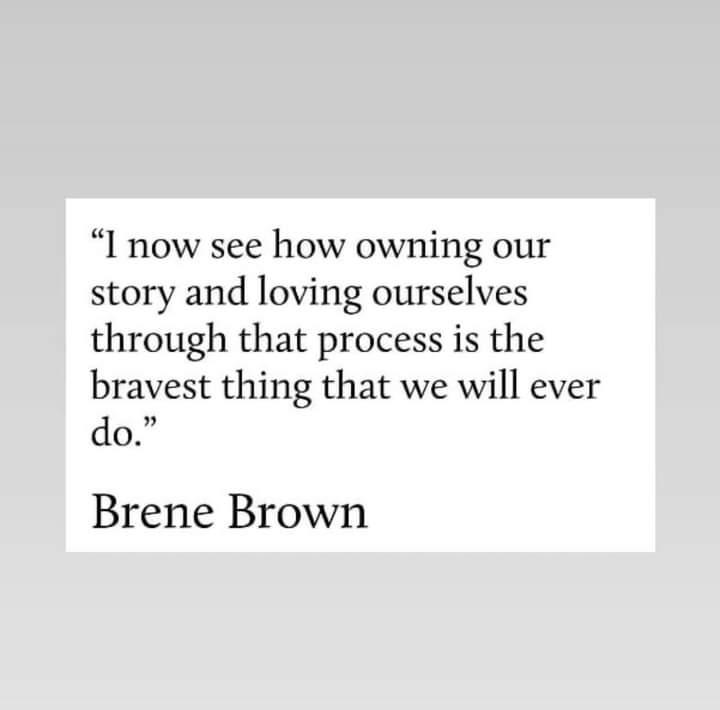 “I now see how owning our
story and loving ourselves
through that process is the
bravest thing that we will ever
do.”
Brene Brown